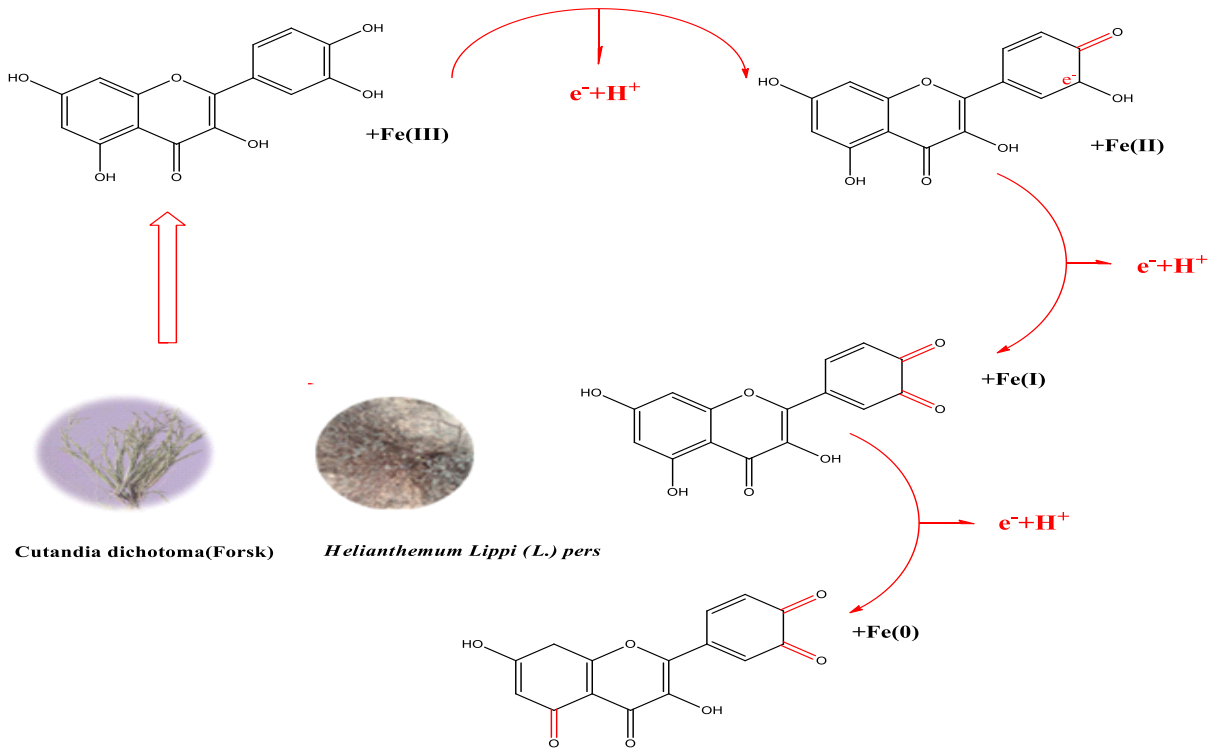 OH
HO
O
OH
OH
OH
O
+Fe(III)
e⁻+H⁺
O
e⁻
OH
HO
O
OH
OH
O
+Fe(II)
e⁻+H⁺
O
O
HO
O
OH
OH
O
+Fe(I)
e⁻+H⁺
O
O
HO
O
OH
O
O
+Fe(0)
Cutandia dichotoma(Forsk)
Helianthemum Lippi (L.) pers